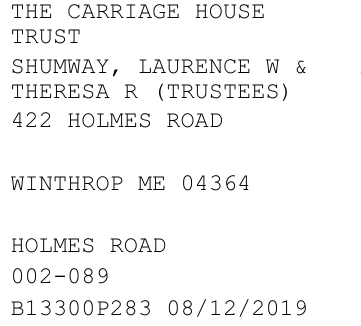 THE CARRIAGE HOUSE
TRUST
SHUMWAY, LAURENCE W &
THERESA R (TRUSTEES)
422 HOLMES ROAD
WINTHROP ME 04364
HOLMES ROAD
002-089
B13300P283 08/12/2019